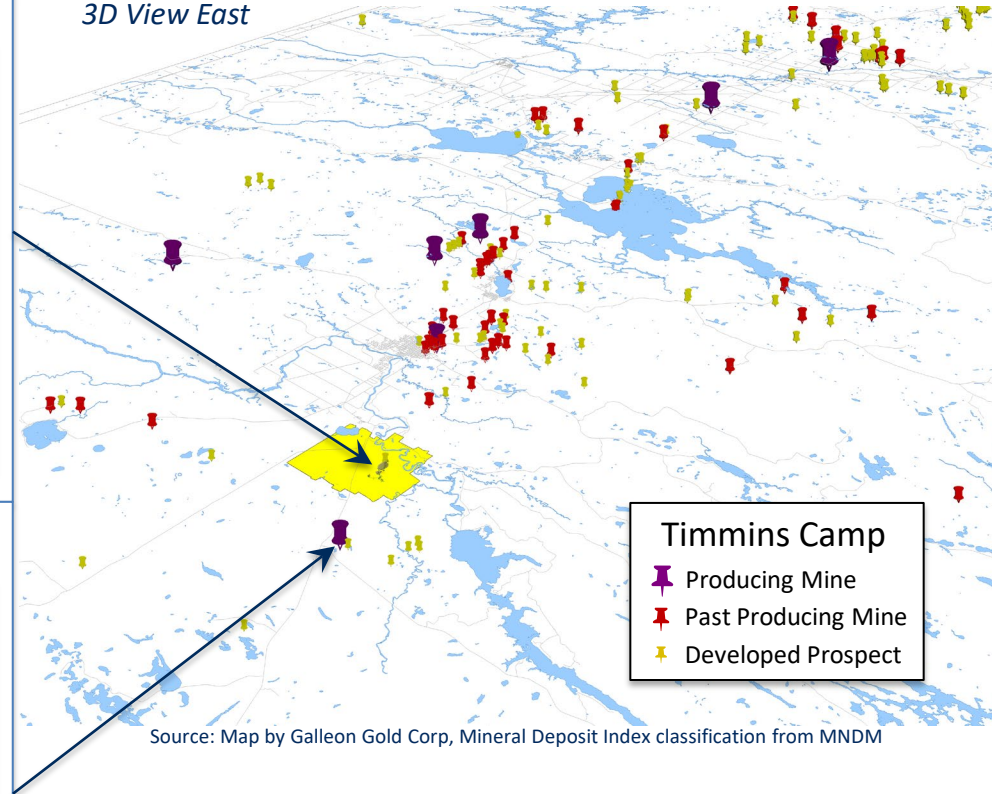 3D View East
Timmins Camp
Producing Mine
Past Producing Mine
Developed Prospect
Source: Map by Galleon Gold Corp, Mineral Deposit Index classification from MNDM